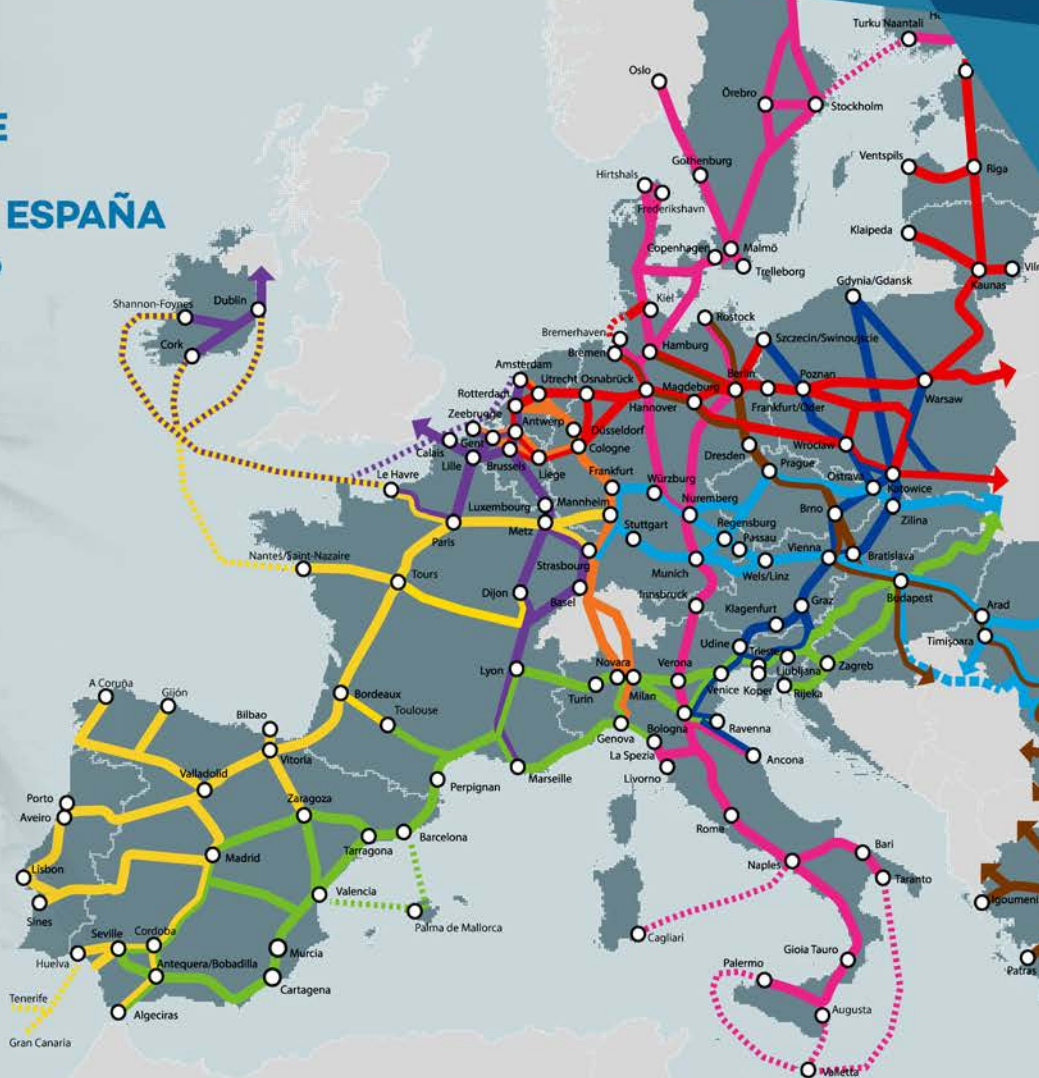 E
ESPAÑA
Turku Naantali
Oslo
Örebro
Stockholm
Gothenburg
Ventspils
Riga
Hirtshals
Frederikshavn
Klaipeda
Copenhagen
Malmö
Trelleborg
Kaunas
Viln
Gdynia/Gdansk
Shannon-Foynes
Dublin
Kiel
Rostock
Cork
Bremerhaven
Bremen
Hamburg
Szczecin/Swinoujscie
Amsterdam
Rotterdam
Utrecht
Osnabrück
Hannover
Magdeburg
Berlin
Frankfurt/Oder
Poznan
Warsaw
Zeebrugge
Antwerp
Düsseldorf
Calais
Gent
Cologne
Lille
Brussels
Liège
Dresden
Wrocław
Le Havre
Frankfurt
Würzburg
Prague
Ostrava
Katowice
Luxembourg
Mannheim
Nuremberg
Brno
Zilina
Paris
Metz
Stuttgart
Regensburg
Passau
Nantes/Saint-Nazaire
Strasbourg
Munich
Wels/Linz
Vienna
Bratislava
Tours
Dijon
Basel
Innsbruck
Klagenfurt
Graz
Budapest
Arad
Timișoara
Udine
Trieste
Ljubljana
Zagreb
Lyon
Novara
Turin
Milan
Verona
Venice
Koper
Rijeka
A Coruña
Gijón
Bordeaux
Bilbao
Toulouse
Genova
Bologna
Ravenna
Vitoria
La Spezia
Ancona
Marseille
Livorno
Valladolid
Perpignan
Porto
Aveiro
Zaragoza
Barcelona
Rome
Tarragona
Lisbon
Madrid
Bari
Naples
Taranto
Sines
Valencia
Palma de Mallorca
Igoumeni
Cagliari
Seville
Cordoba
Murcia
Huelva
Antequera/Bobadilla
Cartagena
Gioia Tauro
Patras
Palermo
Tenerife
Algeciras
Augusta
Gran Canaria
Valletta